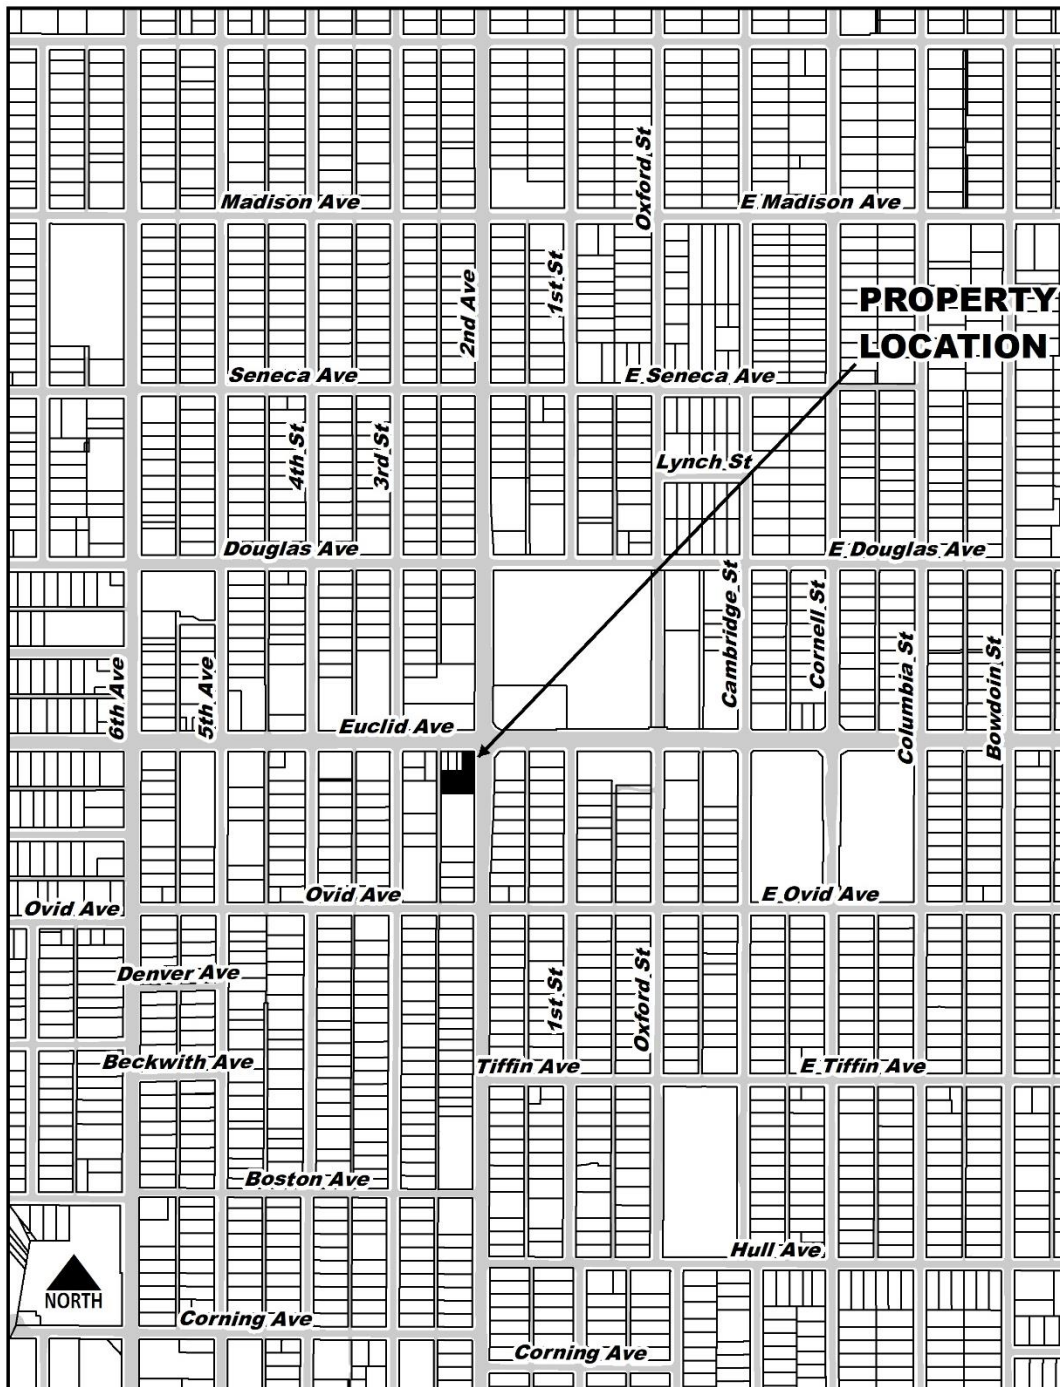 Oxford St
Madison Ave
E Madison Ave
1st St
2nd Ave
PROPERTY
LOCATION
Seneca Ave
E Seneca Ave
4th St
3rd St
Lynch St
Douglas Ave
E Douglas Ave
Cambridge St
Cornell St
Columbia St
Bowdoin St
6th Ave
5th Ave
Euclid Ave
Ovid Ave
E Ovid Ave
Ovid Ave
Denver Ave
1st St
Oxford St
Beckwith Ave
Tiffin Ave
E Tiffin Ave
Boston Ave
Hull Ave
NORTH
Corning Ave
Corning Ave